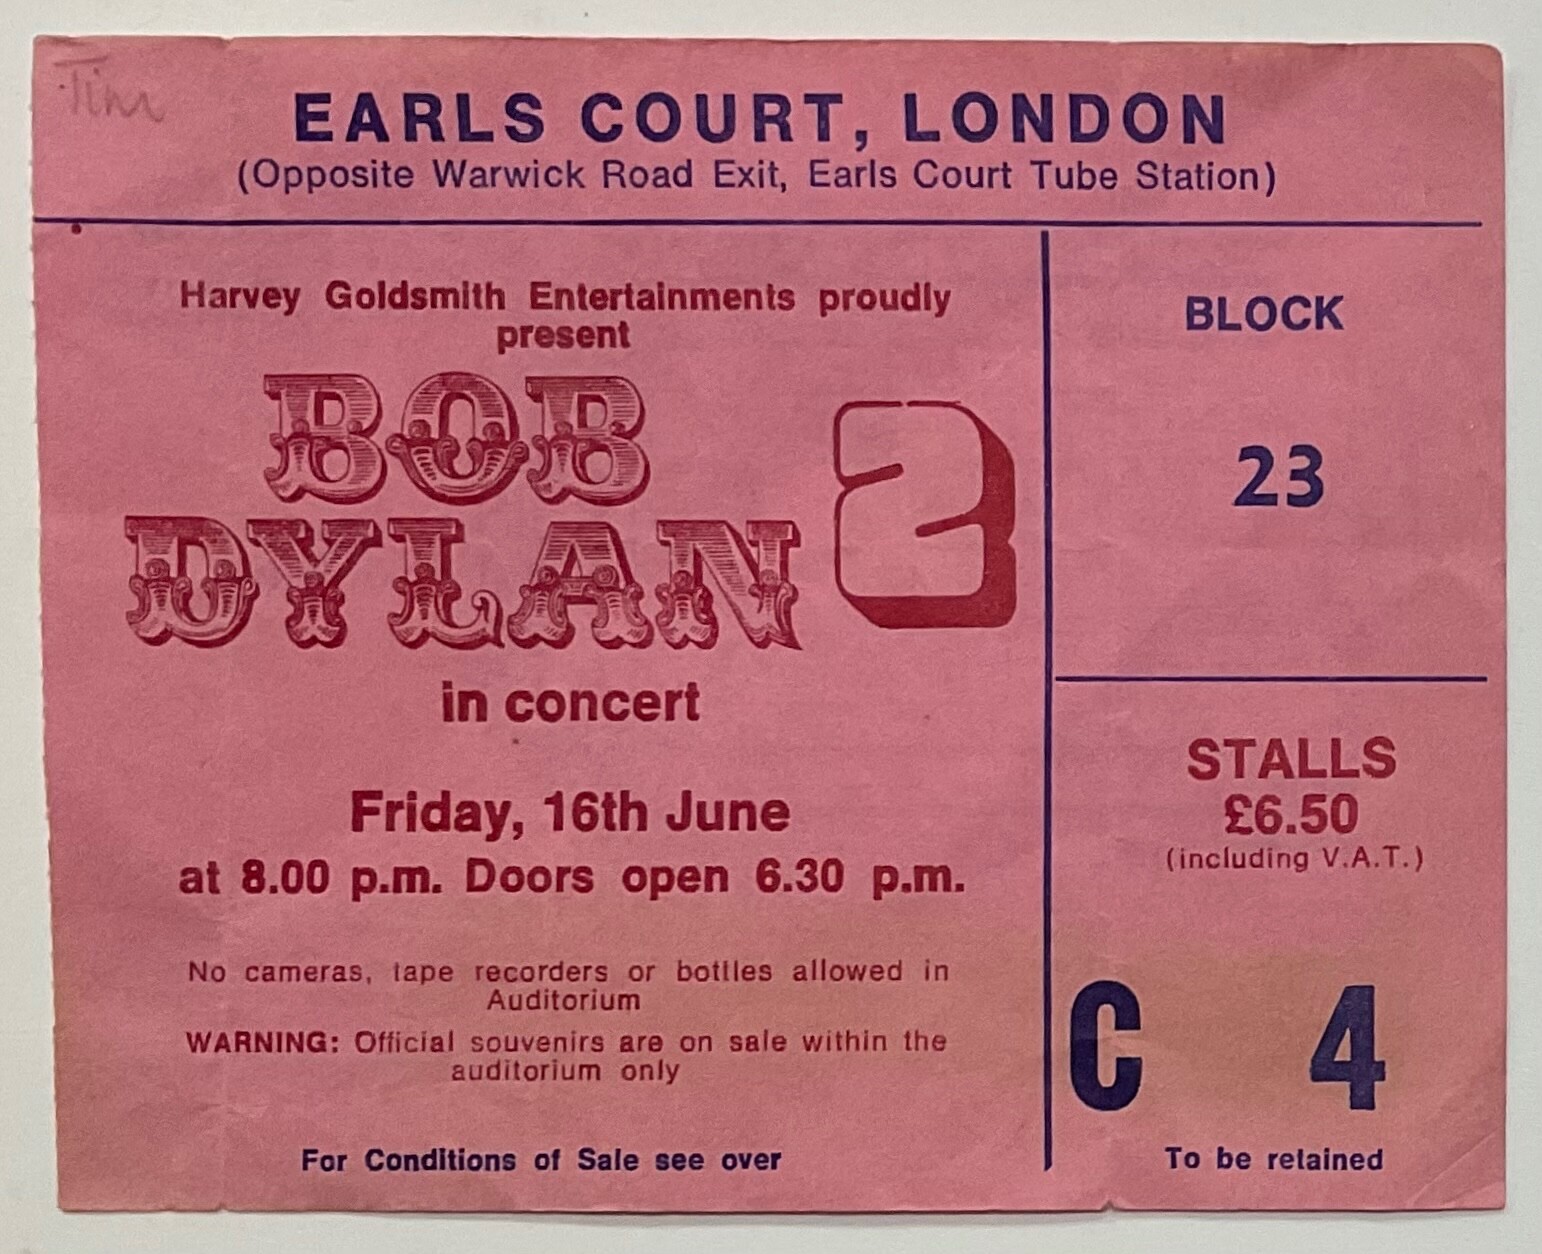 Tim
EARLS COURT, LONDON
(Opposite Warwick Road Exit, Earls Court Tube Station)
Harvey Goldsmith Entertainments proudly
present
BOB
DYLAN
2
in concert
Friday, 16th June
at 8.00 p.m. Doors open 6.30 p.m.
No cameras, tape recorders or bottles allowed in
Auditorium
WARNING: Official souvenirs are on sale within the
auditorium only
For Conditions of Sale see over
BLOCK
23
STALLS
£6.50
(including V.A.T.)
C 4
To be retained